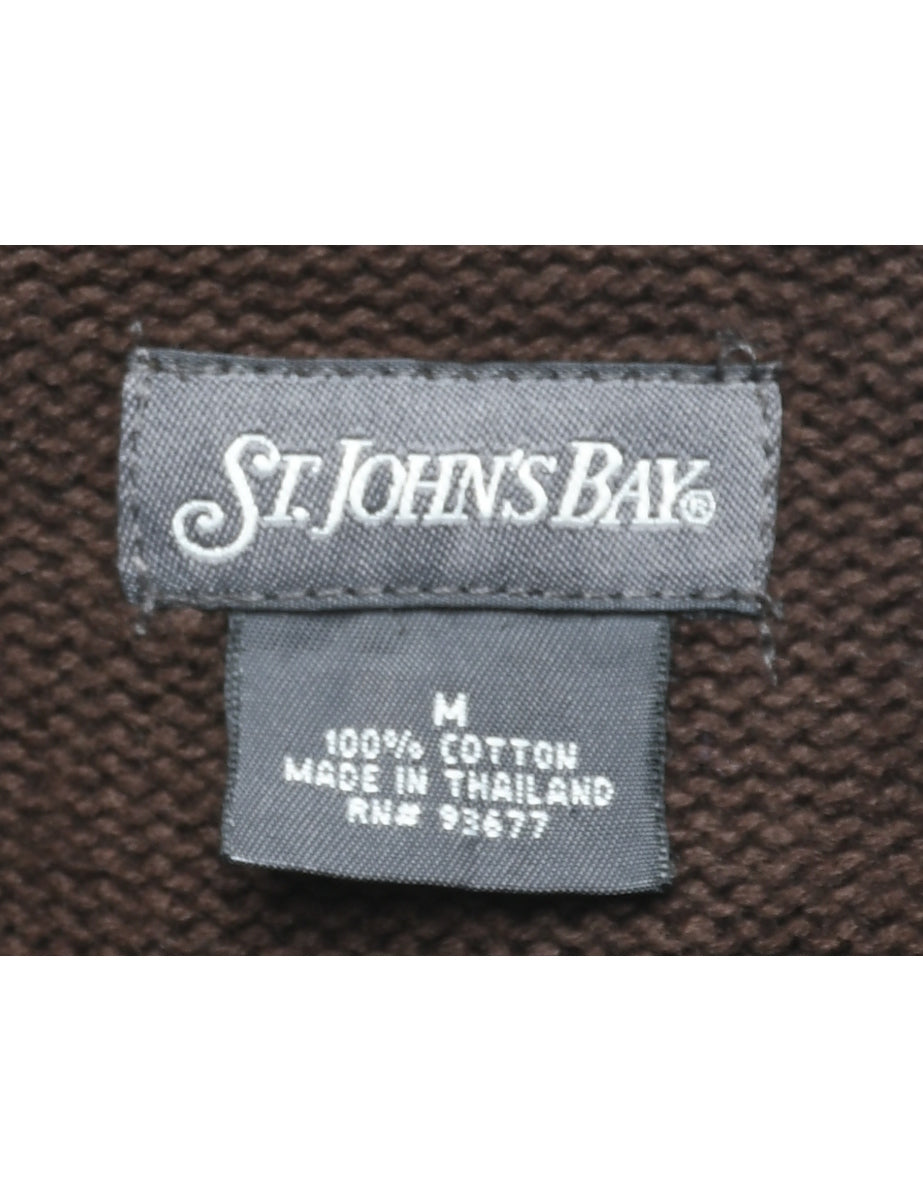 ST. JOHN'S BAY®
M
100% COTTON
MADE IN THAILAND
RN# 93677